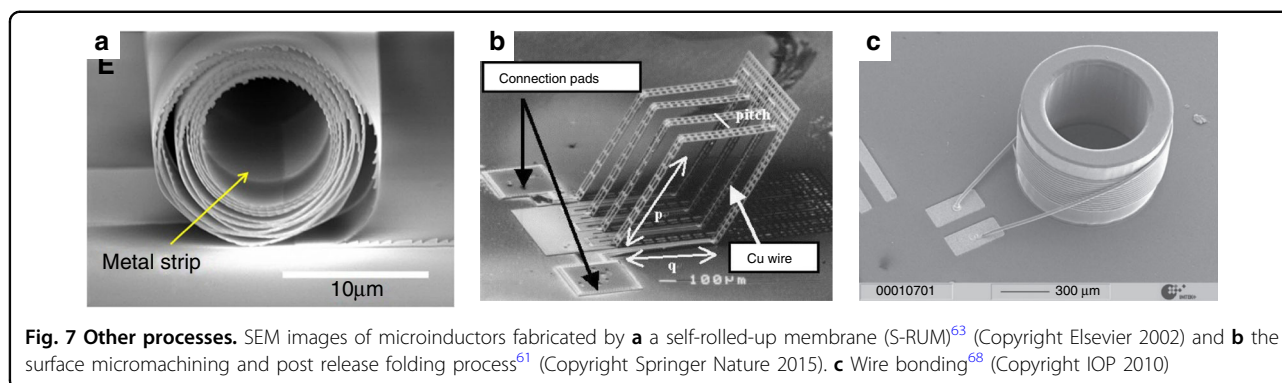 a
E
Metal strip
10μm
b
Connection pads
pitch
p
q
Cu wire
100μm
c
00010701
300 μm
Fig. 7 Other processes. SEM images of microinductors fabricated by a a self-rolled-up membrane (S-RUM)63 (Copyright Elsevier 2002) and b the
surface micromachining and post release folding process61 (Copyright Springer Nature 2015). c Wire bonding68 (Copyright IOP 2010)